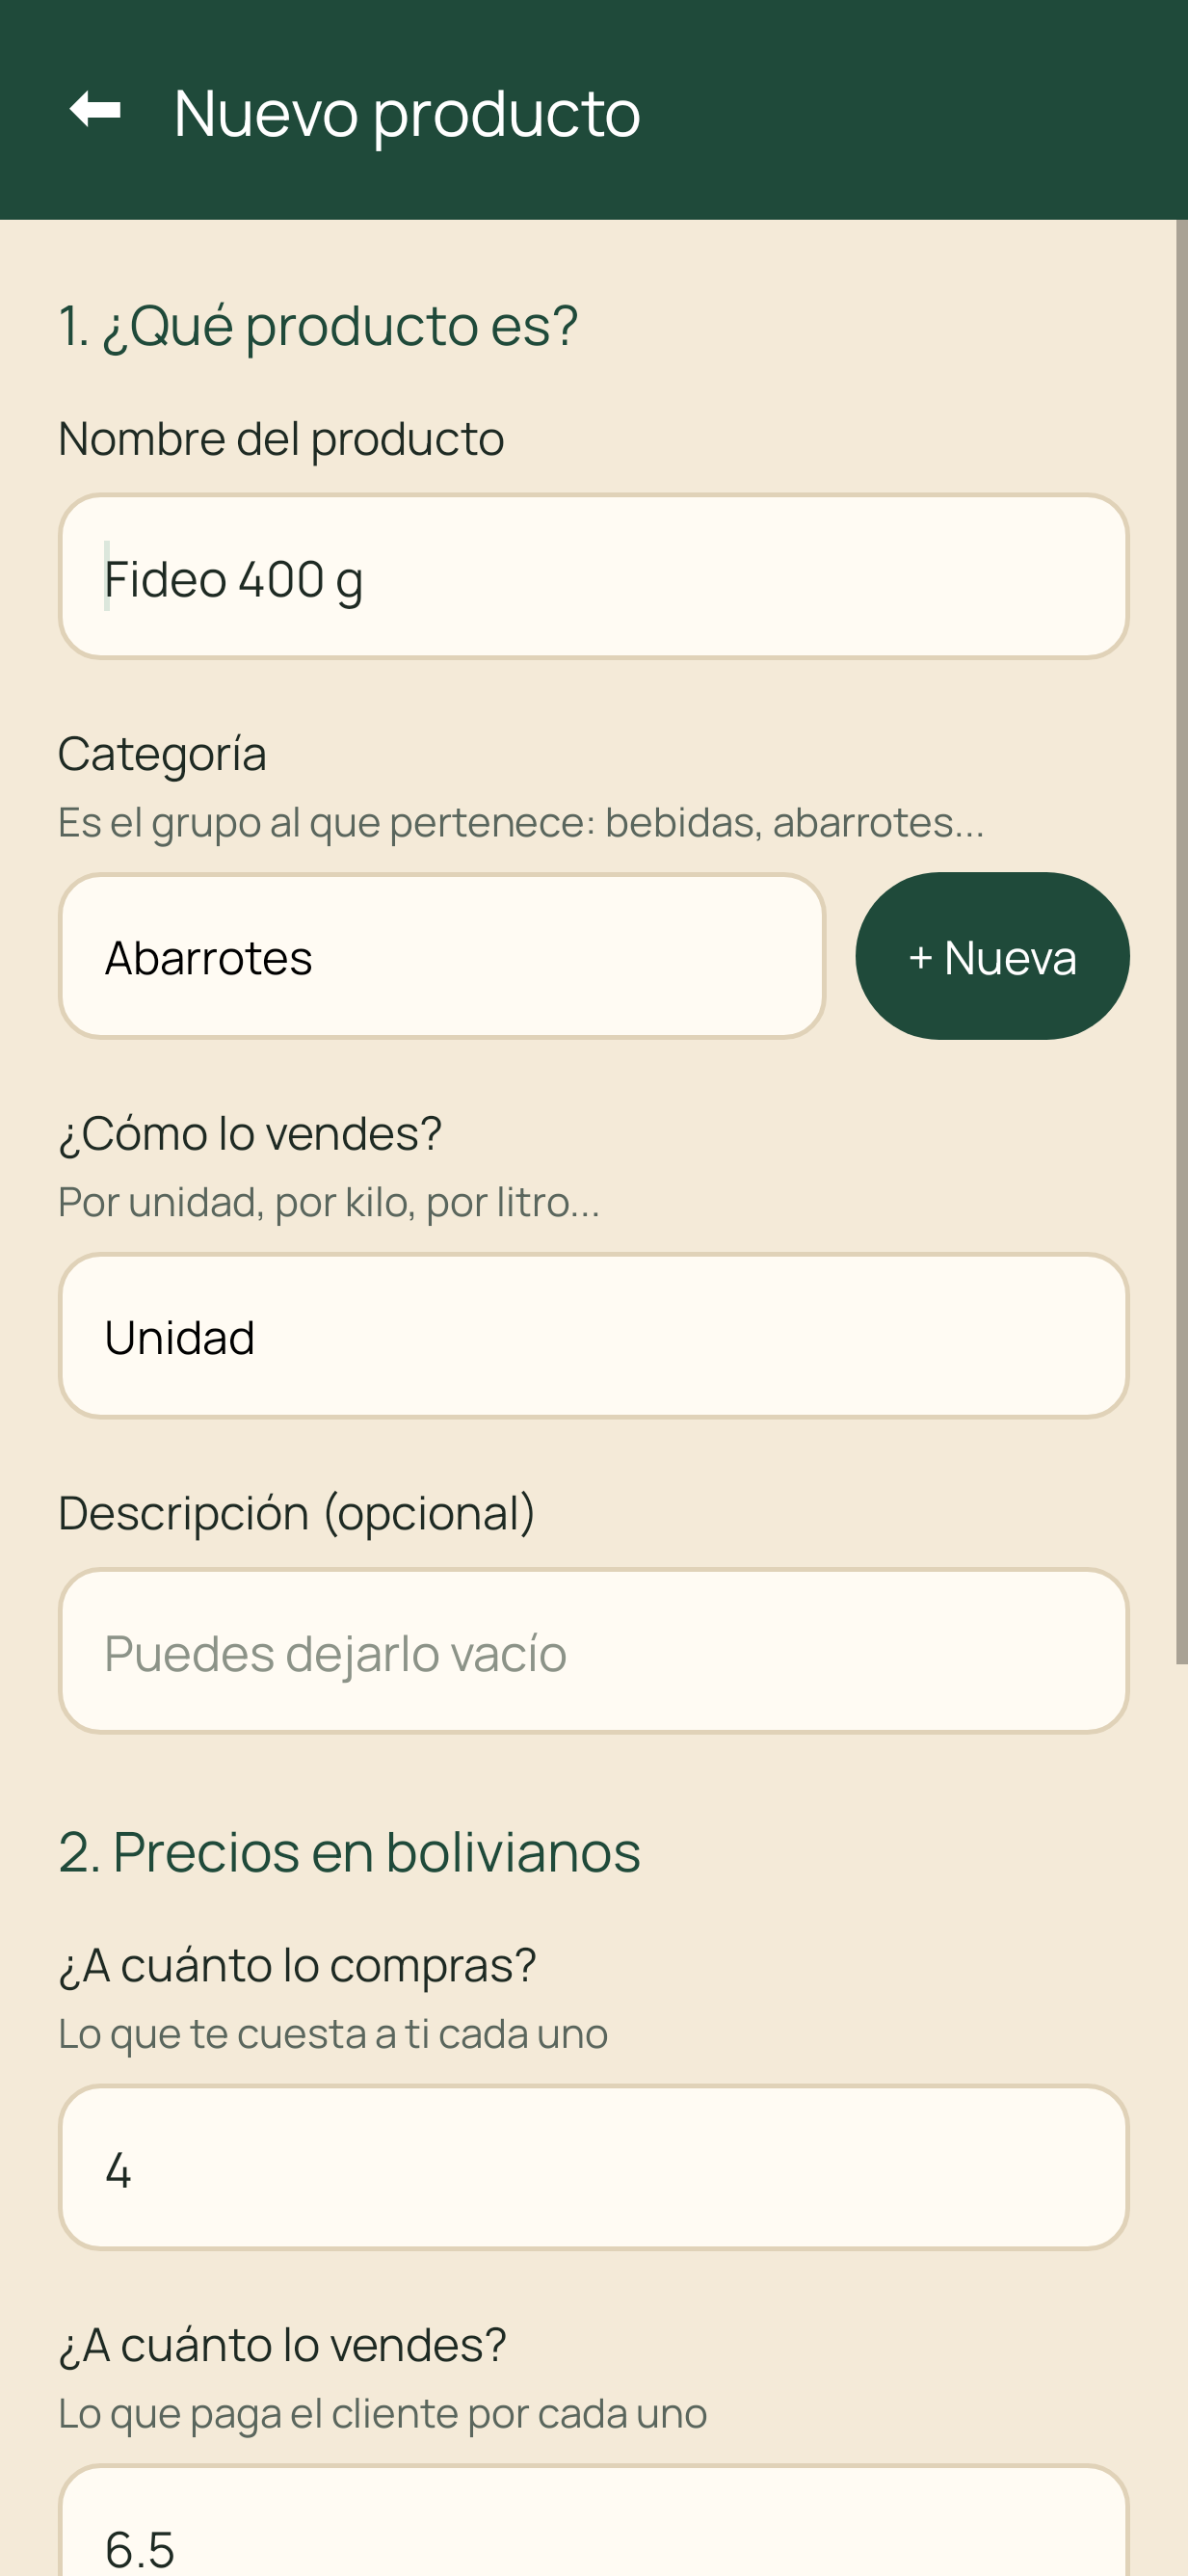 Nuevo producto
1. ¿Qué producto es?
Nombre del producto
Fideo 400 g
Categoría
Es el grupo al que pertenece: bebidas, abarrotes...
Abarrotes
+ Nueva
¿Cómo lo vendes?
Por unidad, por kilo, por litro...
Unidad
Descripción (opcional)
Puedes dejarlo vacío
2. Precios en bolivianos
¿A cuánto lo compras?
Lo que te cuesta a ti cada uno
4
¿A cuánto lo vendes?
Lo que paga el cliente por cada uno
6.5